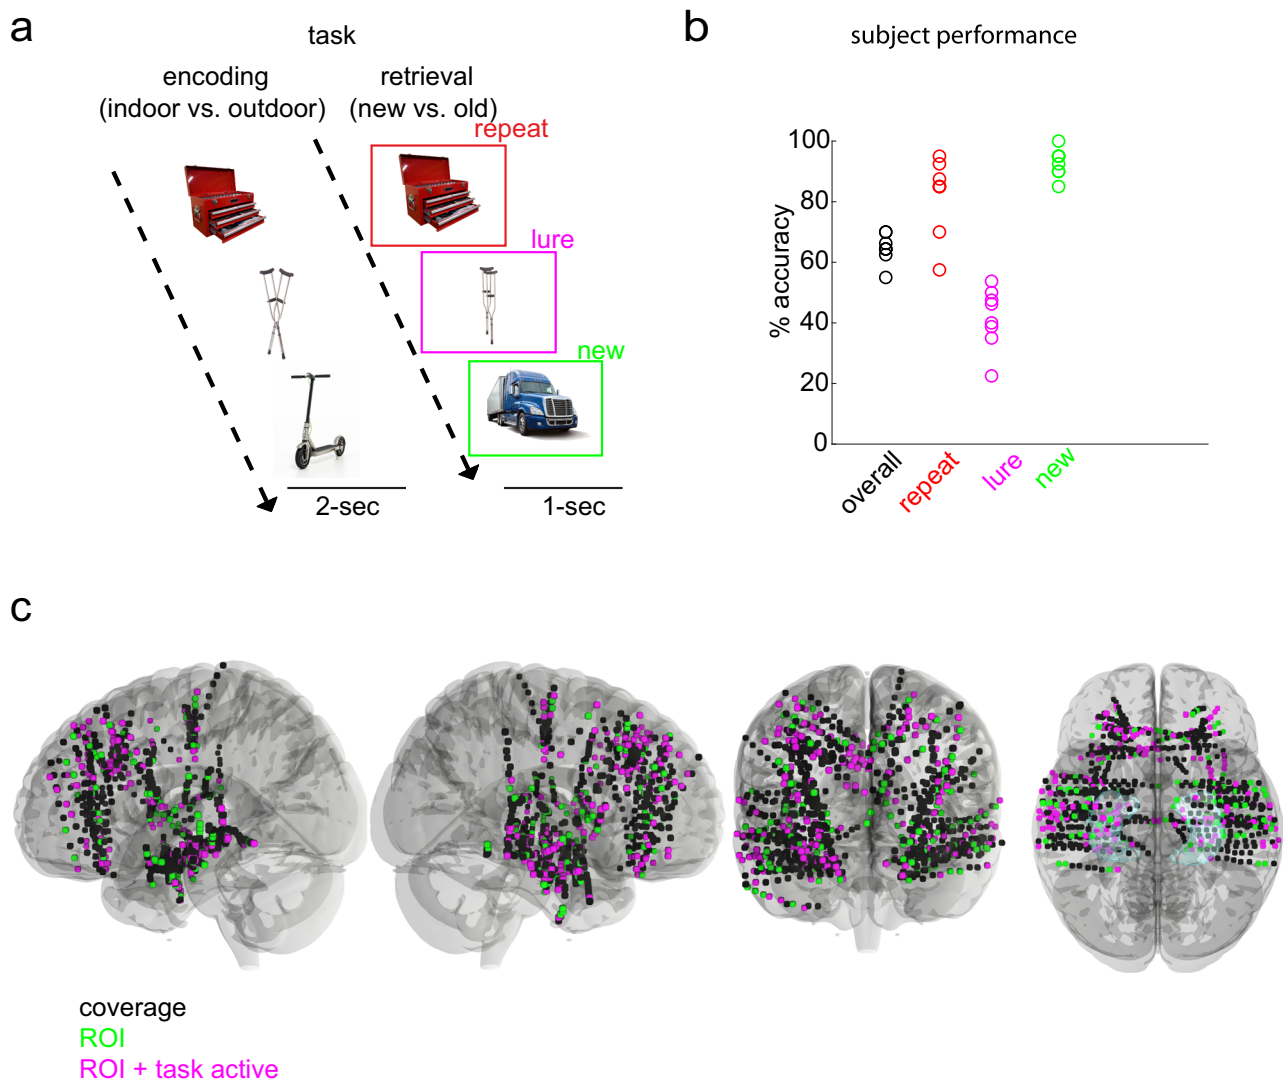 a
task
encoding
(indoor vs. outdoor)
retrieval
(new vs. old)
repeat
lure
new
2-sec
1-sec
b
subject performance
% accuracy
100
80
60
40
20
0
overall
repeat
lure
new
c
coverage
ROI
ROI + task active